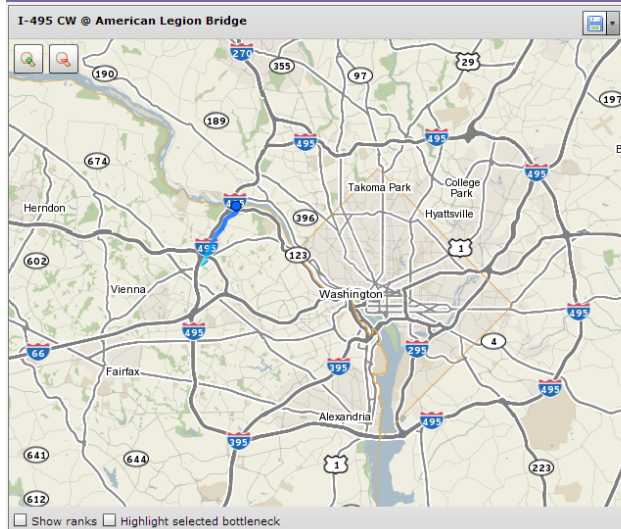 I-495 CW @ American Legion Bridge
270
29
190
355
97
197
189
495
495
674
495
Takoma Park
College
Park
Herndon
396
Hyattsville
1
495
123
602
Vienna
Washington
495
495
4
66
295
Fairfax
395
495
Alexandria
495
395
641
644
1
223
612
Show ranks
Highlight selected bottleneck